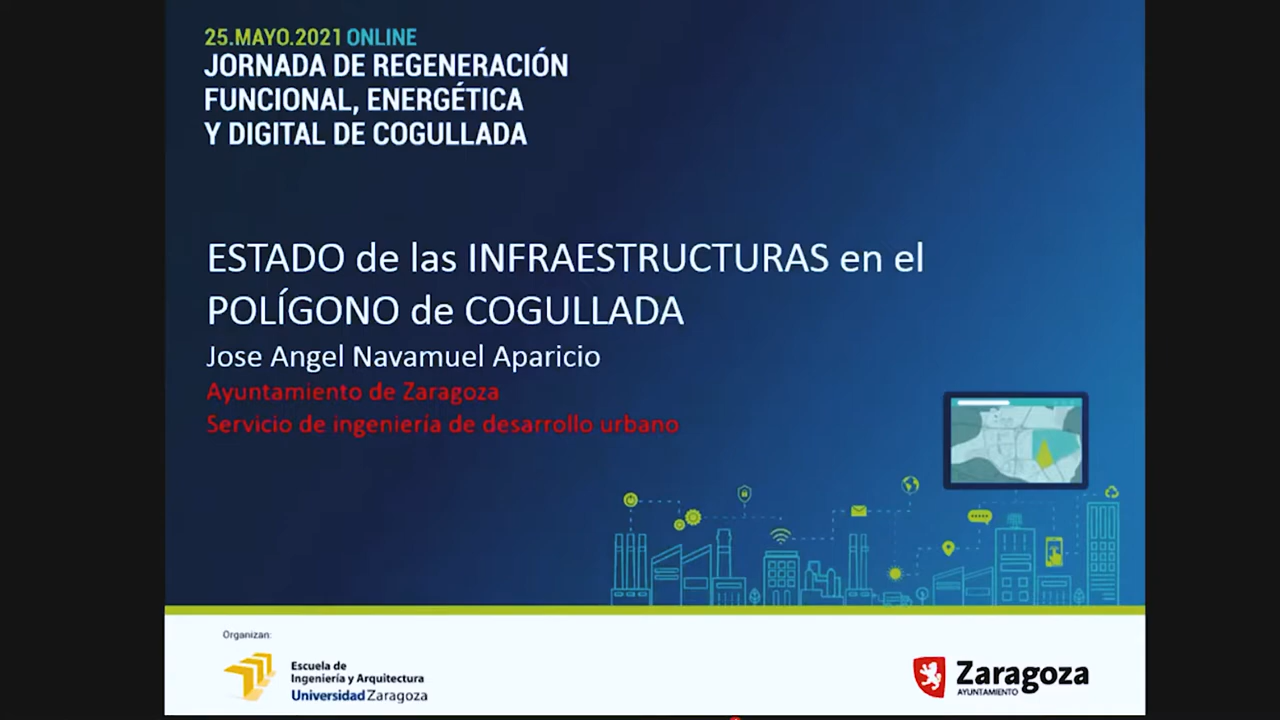 25.MAYO.2021 ONLINE
JORNADA DE REGENERACIÓN
FUNCIONAL, ENERGÉTICA
Y DIGITAL DE COGULLADA
ESTADO de las INFRAESTRUCTURAS en el
POLÍGONO de COGULLADA
Jose Angel Navamuel Aparicio
Ayuntamiento de Zaragoza
Servicio de ingeniería de desarrollo urbano
Organizan:
Escuela de
Ingeniería y Arquitectura
Universidad Zaragoza
Zaragoza
AYUNTAMIENTO